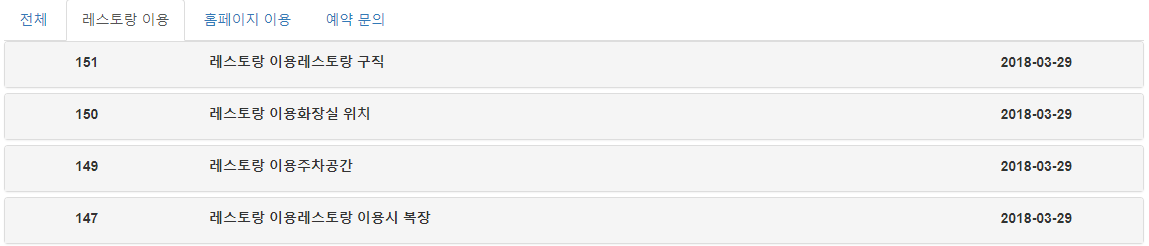 전체 레스토랑 이용 홈페이지 이용 예약 문의
151 레스토랑 이용레스토랑 구직 2018-03-29
150 레스토랑 이용화장실 위치 2018-03-29
149 레스토랑 이용주차공간 2018-03-29
147 레스토랑 이용레스토랑 이용시 복장 2018-03-29